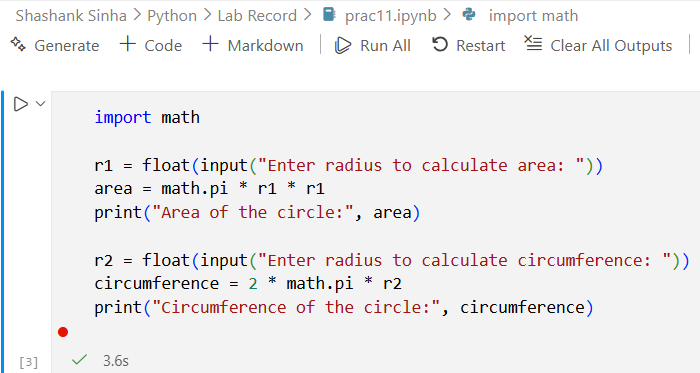 Shashank Sinha > Python > Lab Record > prac11.ipynb > import math
Generate + Code + Markdown | Run All Restart Clear All Outputs |
import math
r1 = float(input("Enter radius to calculate area: "))
area = math.pi * r1 * r1
print("Area of the circle:", area)
r2 = float(input("Enter radius to calculate circumference: "))
circumference = 2 * math.pi * r2
print("Circumference of the circle:", circumference)
[3] ✓ 3.6s